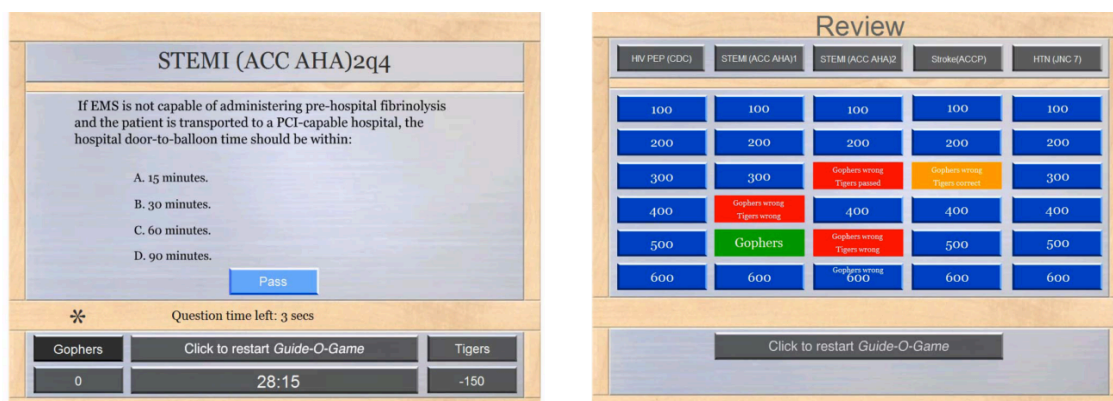 STEMI (ACC AHA)2q4
If EMS is not capable of administering pre-hospital fibrinolysis
and the patient is transported to a PCI-capable hospital, the
hospital door-to-balloon time should be within:
A. 15 minutes.
B. 30 minutes.
C. 60 minutes.
D. 90 minutes.
Pass
* Question time left: 3 secs
Gophers Click to restart Guide-O-Game Tigers
0 28:15 -150
Review
HIV PEP (CDC) STEMI (ACC AHA)1 STEMI (ACC AHA)2 Stroke(ACCP) HTN (JNC 7)
100 100 100 100 100
200 200 200 200 200
300 300 Gophers wrong Gophers wrong 300
Tigers passed Tigers correct
400 Gophers wrong 400 400 400
Tigers wrong
500 Gophers Gophers wrong 500 500
Tigers wrong
Gophers wrong
600 600 600 600 600
Click to restart Guide-O-Game